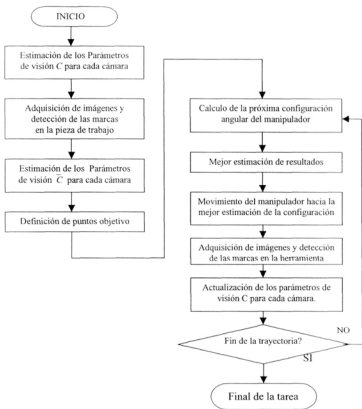 INICIO
Estimación de los Parámetros
de visión C para cada cámara
Adquisición de imágenes y
detección de las marcas
en la pieza de trabajo
Estimación de los Parámetros
de visión C̅ para cada cámara
Definición de puntos objetivo
Calculo de la próxima configuración
angular del manipulador
Mejor estimación de resultados
Movimiento del manipulador hacia la
mejor estimación de la configuración
Adquisición de imágenes y detección
de las marcas en la herramienta
Actualización de los parámetros de
visión C para cada cámara.
Fin de la trayectoria?
NO
SI
Final de la tarea